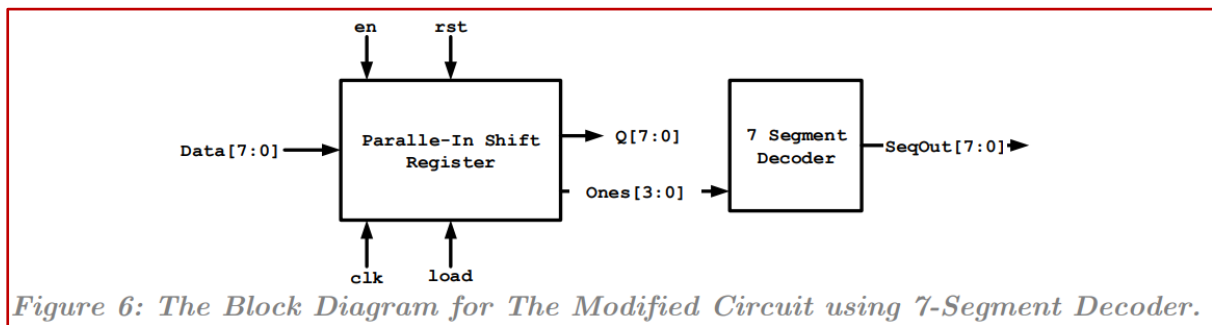 en rst
Data[7:0]
Paralle-In Shift
Register
Q[7:0]
Ones[3:0]
7 Segment
Decoder
SeqOut[7:0]
clk load
Figure 6: The Block Diagram for The Modified Circuit using 7-Segment Decoder.